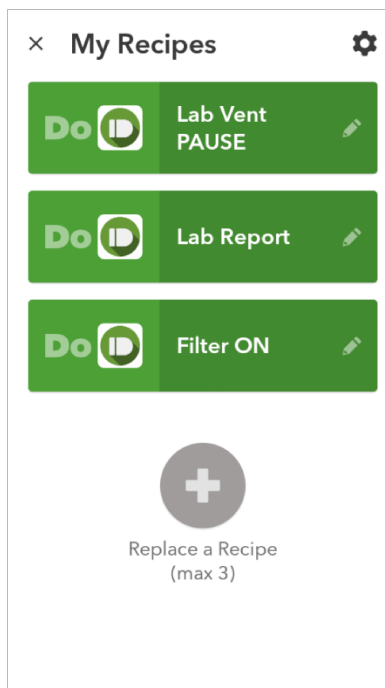 × My Recipes
Do Lab Vent
PAUSE
Do Lab Report
Do Filter ON
Replace a Recipe
(max 3)